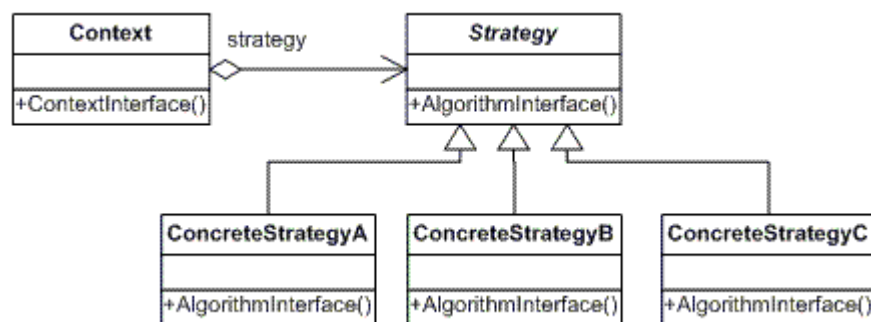 Context
strategy
Strategy
+ContextInterface()
+AlgorithmInterface()
ConcreteStrategyA
ConcreteStrategyB
ConcreteStrategyC
+AlgorithmInterface()
+AlgorithmInterface()
+AlgorithmInterface()